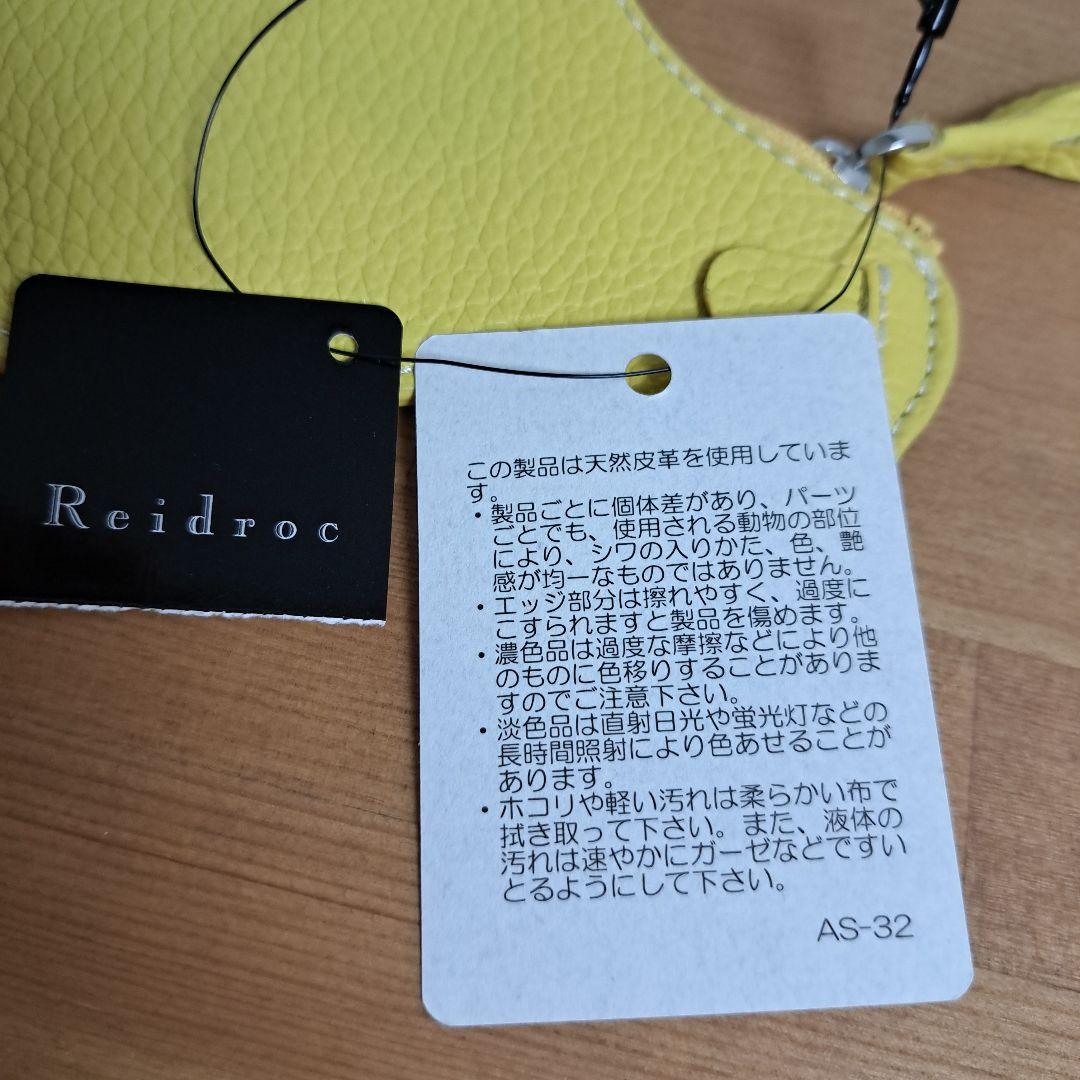 Reidroc
この製品は天然皮革を使用していま
す。
・製品ごとに個体差があり、パーツ
ごとでも、使用される動物の部位
により、シワの入りかた、色、艶
感が均一なものではありません。
・エッジ部分は擦れやすく、過度に
こすられますと製品を傷めます。
・濃色品は過度な摩擦などにより他
のものに色移りすることがありま
すのでご注意下さい。
・淡色品は直射日光や蛍光灯などの
長時間照射により色あせることが
あります。
・ホコリや軽い汚れは柔らかい布で
拭き取って下さい。また、液体の
汚れは速やかにガーゼなどですい
とるようにして下さい。
AS-32